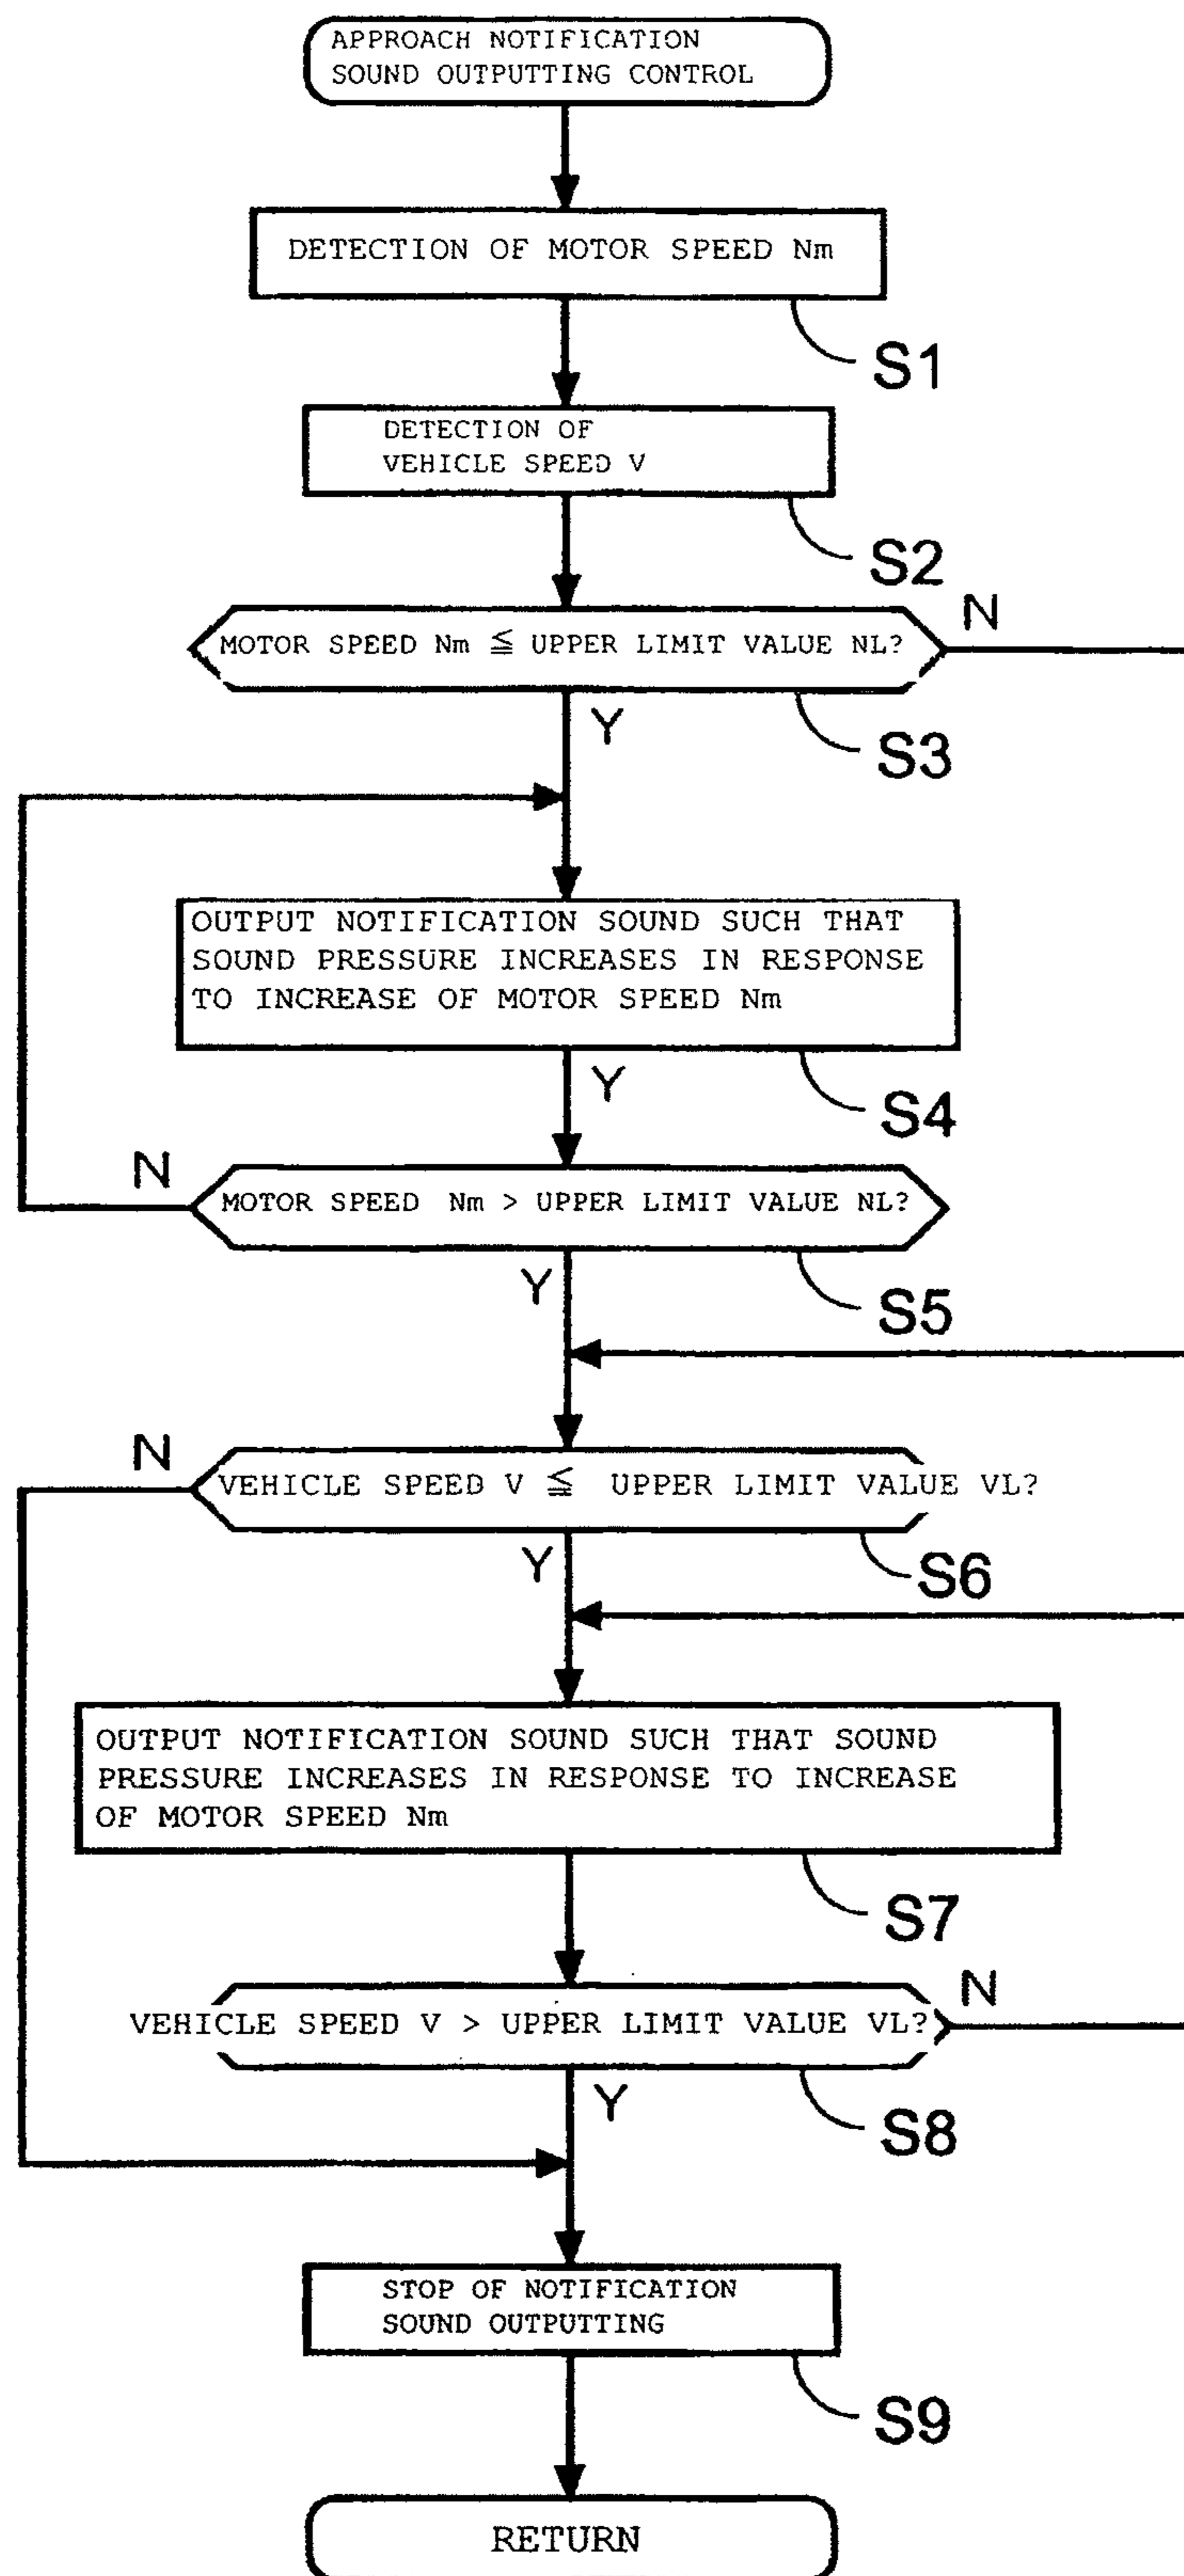 APPROACH NOTIFICATION
SOUND OUTPUTTING CONTROL
DETECTION OF MOTOR SPEED Nm
S1
DETECTION OF
VEHICLE SPEED V
S2
MOTOR SPEED Nm ≦ UPPER LIMIT VALUE NL?
N
Y
S3
OUTPUT NOTIFICATION SOUND SUCH THAT
SOUND PRESSURE INCREASES IN RESPONSE
TO INCREASE OF MOTOR SPEED Nm
Y
S4
N
MOTOR SPEED Nm > UPPER LIMIT VALUE NL?
Y
S5
N
VEHICLE SPEED V ≦ UPPER LIMIT VALUE VL?
Y
S6
OUTPUT NOTIFICATION SOUND SUCH THAT SOUND
PRESSURE INCREASES IN RESPONSE TO INCREASE
OF MOTOR SPEED Nm
S7
N
VEHICLE SPEED V > UPPER LIMIT VALUE VL?
Y
S8
STOP OF NOTIFICATION
SOUND OUTPUTTING
S9
RETURN